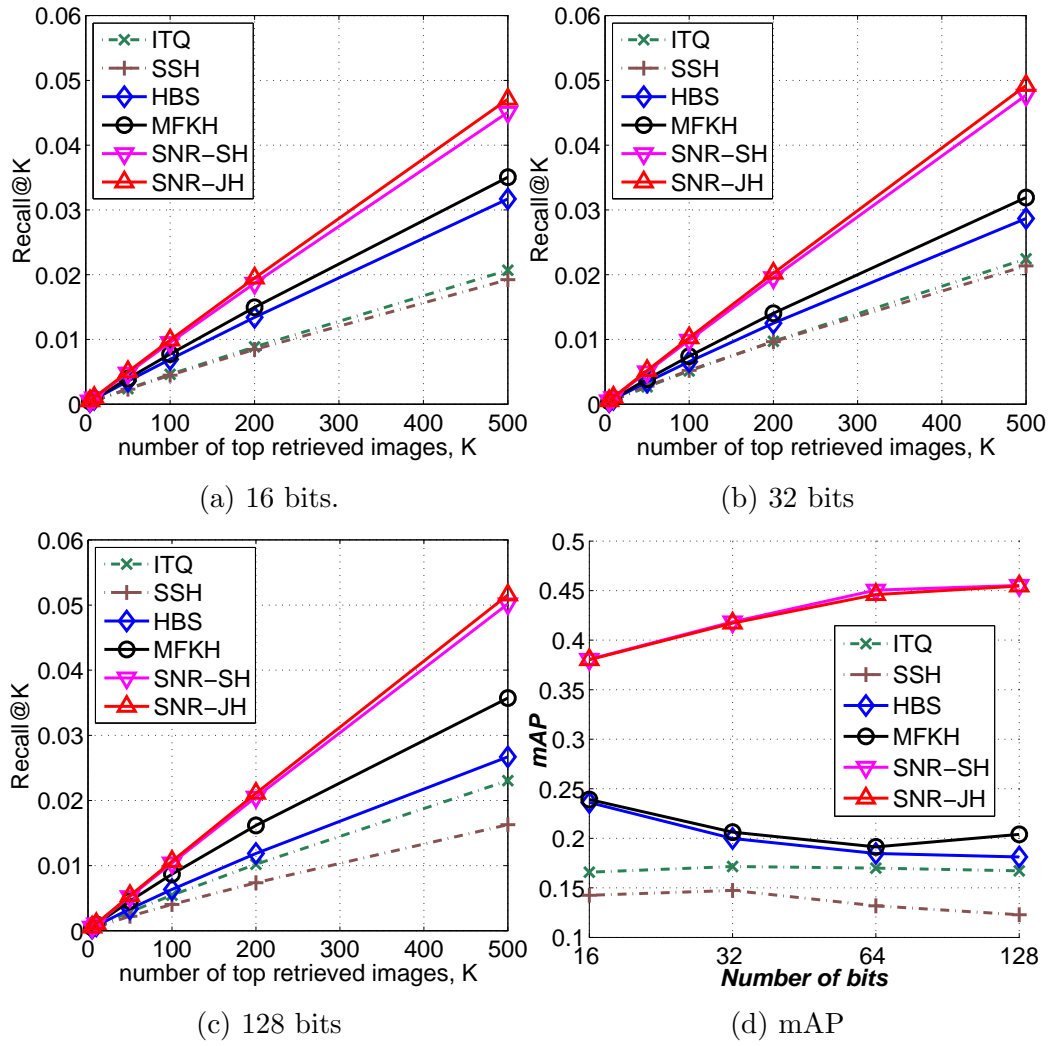 0.06
0.05
0.04
0.03
0.02
0.01
0
Recall@K
ITQ
SSH
HBS
MFKH
SNR-SH
SNR-JH
0 100 200 300 400 500
number of top retrieved images, K
(a) 16 bits.
0.06
0.05
0.04
0.03
0.02
0.01
0
Recall@K
ITQ
SSH
HBS
MFKH
SNR-SH
SNR-JH
0 100 200 300 400 500
number of top retrieved images, K
(b) 32 bits
0.06
0.05
0.04
0.03
0.02
0.01
0
Recall@K
ITQ
SSH
HBS
MFKH
SNR-SH
SNR-JH
0 100 200 300 400 500
number of top retrieved images, K
(c) 128 bits
0.5
0.45
0.4
0.35
0.3
0.25
0.2
0.15
0.1
mAP
ITQ
SSH
HBS
MFKH
SNR-SH
SNR-JH
16 32 64 128
Number of bits
(d) mAP